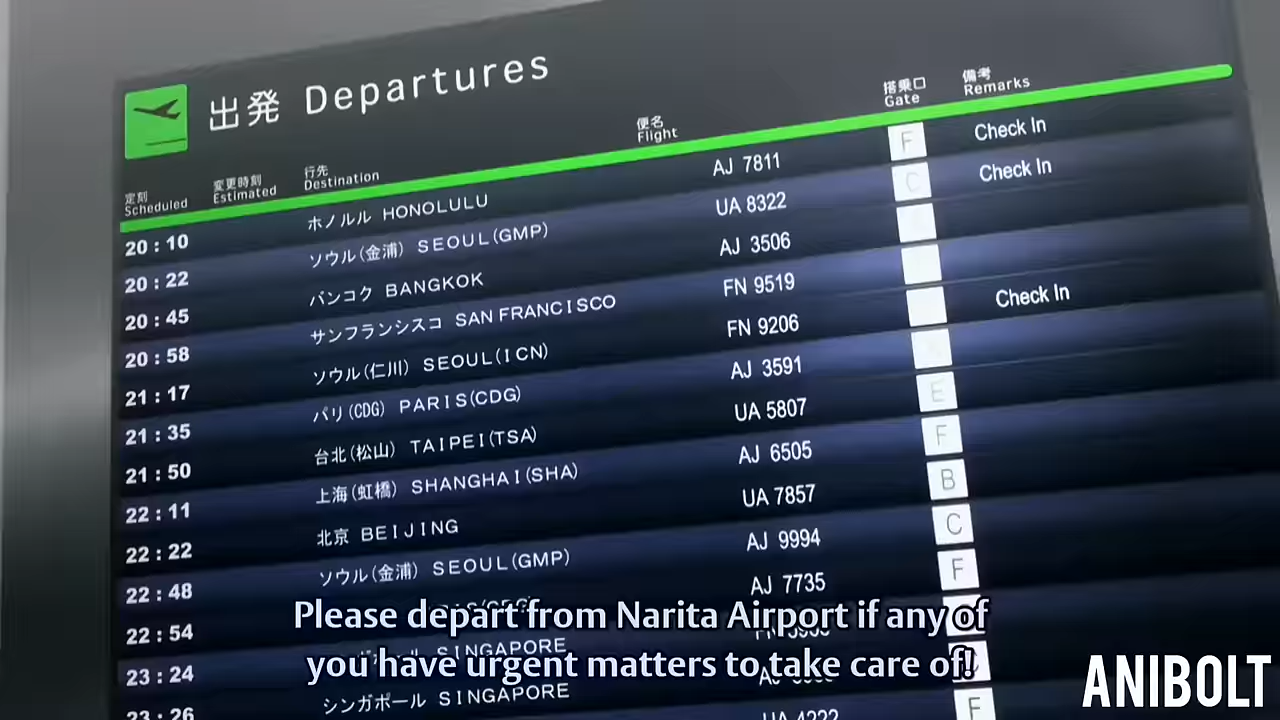 出発 Departures
定刻 変更時刻 行先 便名 搭乗口 備考
Scheduled Estimated Destination Flight Gate Remarks
20:10 ホノルル HONOLULU AJ 7811 F Check In
20:22 ソウル(金浦) SEOUL(GMP) UA 8322 C Check In
20:45 バンコク BANGKOK AJ 3506
20:58 サンフランシスコ SAN FRANCISCO FN 9519
21:17 ソウル(仁川) SEOUL(ICN) FN 9206 Check In
21:35 パリ(CDG) PARIS(CDG) AJ 3591
21:50 台北(松山) TAIPEI(TSA) UA 5807 E
22:11 上海(虹橋) SHANGHAI(SHA) AJ 6505 F
22:22 北京 BEIJING UA 7857 B
22:48 ソウル(金浦) SEOUL(GMP) AJ 9994 C
22:54 AJ 7735 F
23:24 SINGAPORE
23:26 シンガポール SINGAPORE
F
Please depart from Narita Airport if any of
you have urgent matters to take care of!
ANIBOLT